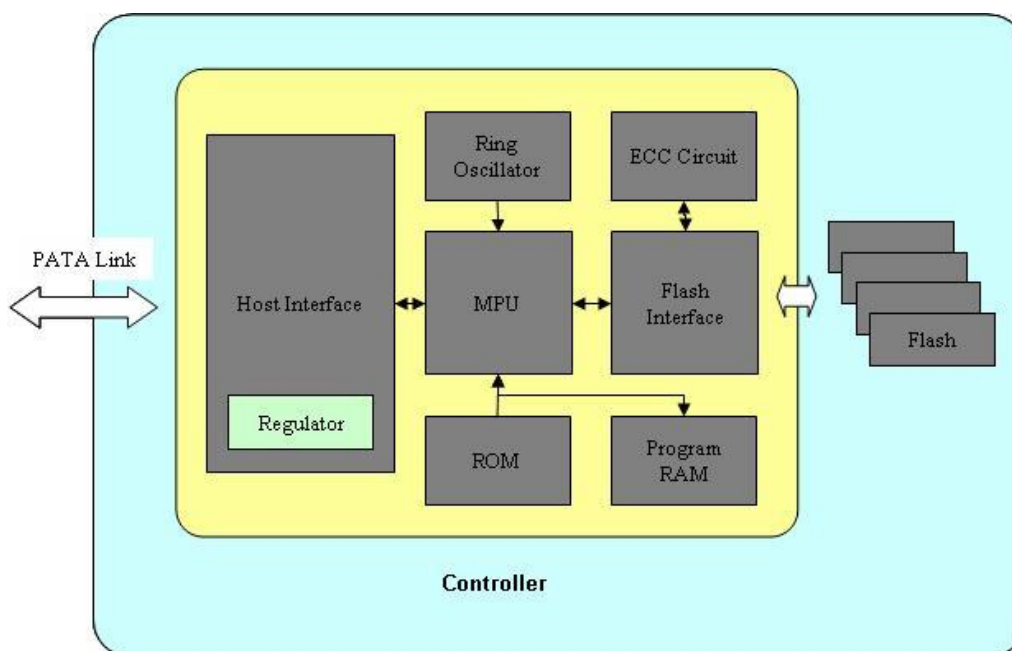 PATA Link
Host Interface
Regulator
Ring
Oscillator
MPU
ROM
ECC Circuit
Flash
Interface
Program
RAM
Flash
Controller